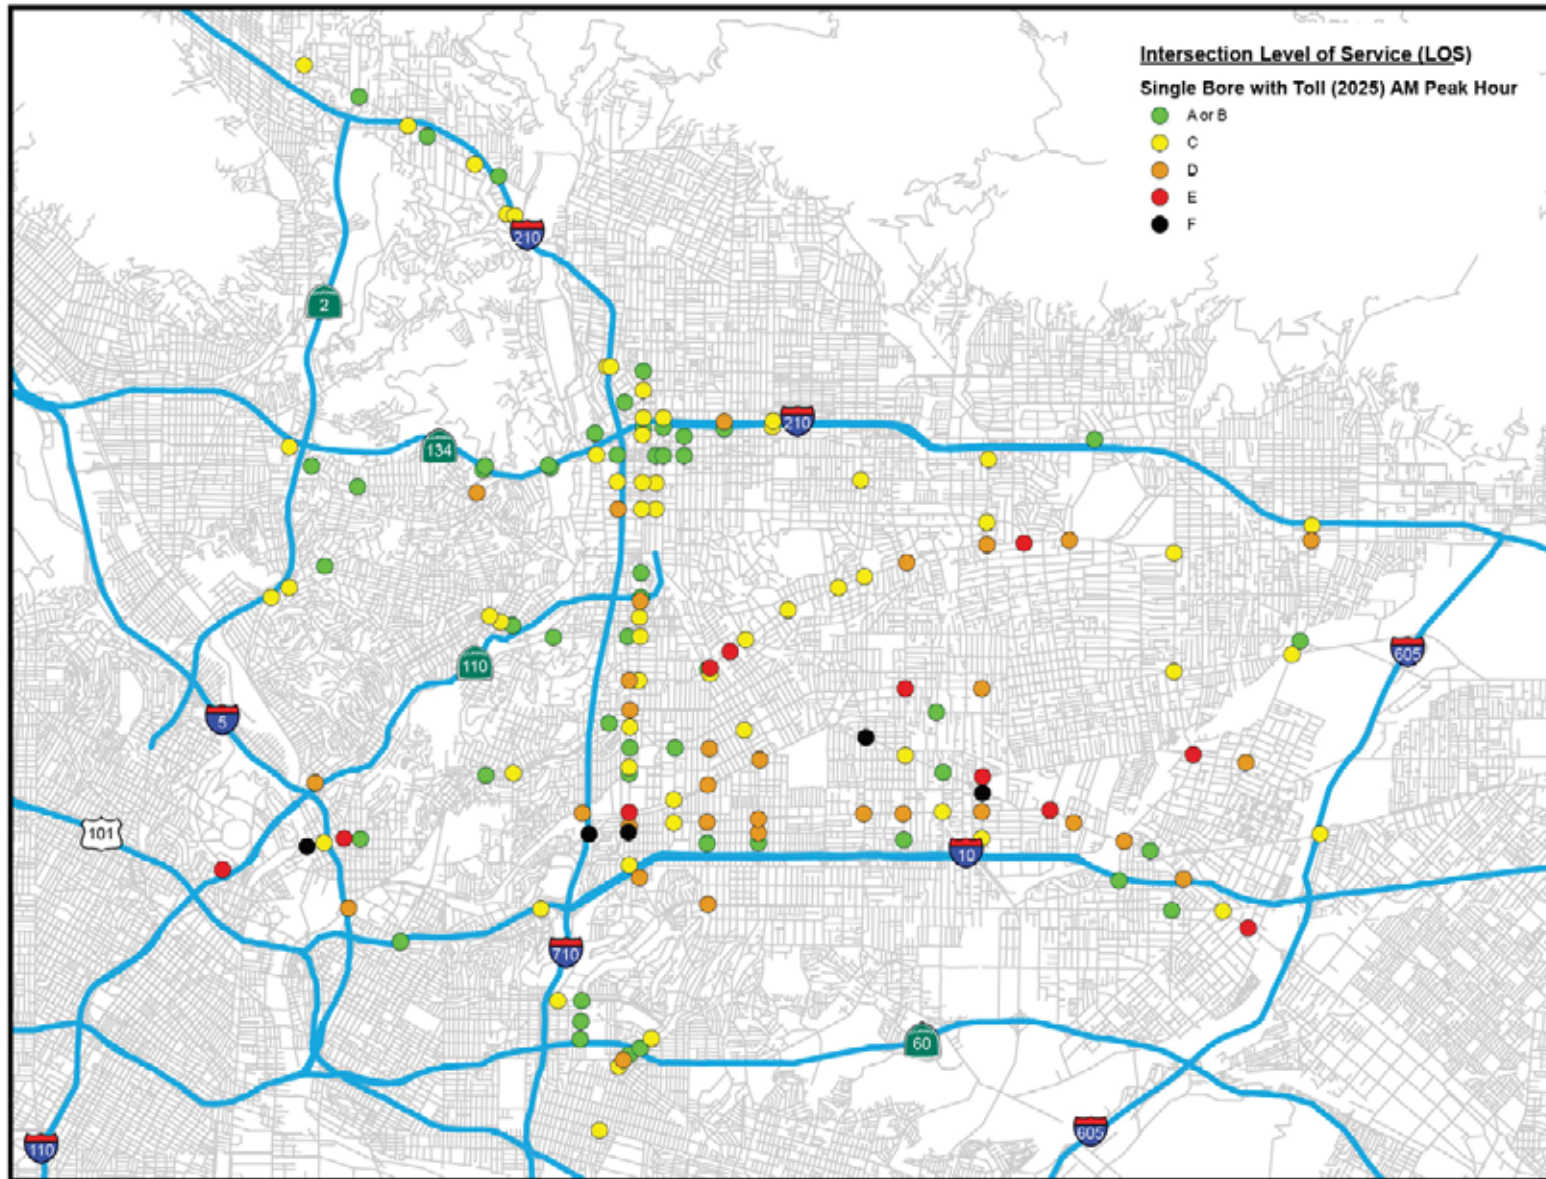 Intersection Level of Service (LOS)
Single Bore with Toll (2025) AM Peak Hour
A or B
C
D
E
F
210
2
210
134
605
110
5
101
10
710
60
605
110